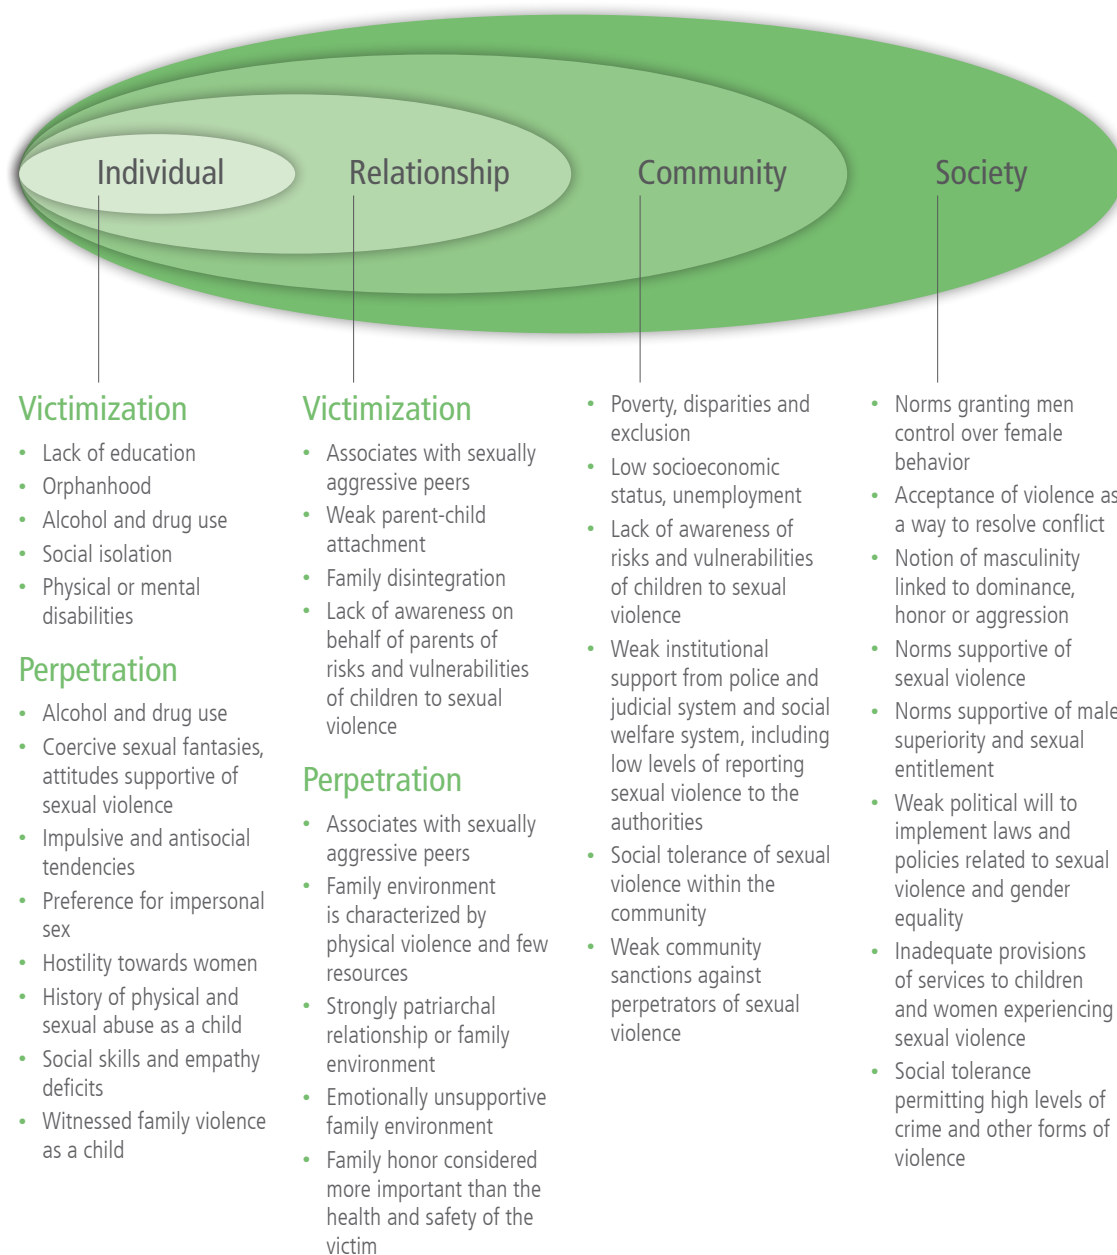 Individual
Relationship
Community
Society
Victimization
• Lack of education
• Orphanhood
• Alcohol and drug use
• Social isolation
• Physical or mental
disabilities
Perpetration
• Alcohol and drug use
• Coercive sexual fantasies,
attitudes supportive of
sexual violence
• Impulsive and antisocial
tendencies
• Preference for impersonal
sex
• Hostility towards women
• History of physical and
sexual abuse as a child
• Social skills and empathy
deficits
• Witnessed family violence
as a child
Victimization
• Associates with sexually
aggressive peers
• Weak parent-child
attachment
• Family disintegration
• Lack of awareness on
behalf of parents of
risks and vulnerabilities
of children to sexual
violence
Perpetration
• Associates with sexually
aggressive peers
• Family environment
is characterized by
physical violence and few
resources
• Strongly patriarchal
relationship or family
environment
• Emotionally unsupportive
family environment
• Family honor considered
more important than the
health and safety of the
victim
• Poverty, disparities and
exclusion
• Low socioeconomic
status, unemployment
• Lack of awareness of
risks and vulnerabilities
of children to sexual
violence
• Weak institutional
support from police and
judicial system and social
welfare system, including
low levels of reporting
sexual violence to the
authorities
• Social tolerance of sexual
violence within the
community
• Weak community
sanctions against
perpetrators of sexual
violence
• Norms granting men
control over female
behavior
• Acceptance of violence as
a way to resolve conflict
• Notion of masculinity
linked to dominance,
honor or aggression
• Norms supportive of
sexual violence
• Norms supportive of male
superiority and sexual
entitlement
• Weak political will to
implement laws and
policies related to sexual
violence and gender
equality
• Inadequate provisions
of services to children
and women experiencing
sexual violence
• Social tolerance
permitting high levels of
crime and other forms of
violence